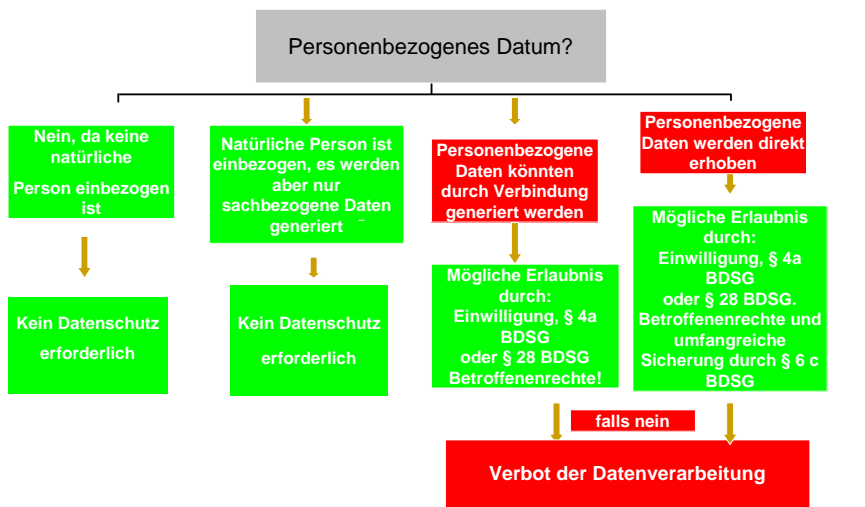 Personenbezogenes Datum?
Nein, da keine
natürliche
Person einbezogen
ist
Natürliche Person ist
einbezogen, es werden
aber nur
sachbezogene Daten
generiert
Personenbezogene
Daten könnten
durch Verbindung
generiert werden
Personenbezogene
Daten werden direkt
erhoben
Kein Datenschutz
erforderlich
Kein Datenschutz
erforderlich
Mögliche Erlaubnis
durch:
Einwilligung, § 4a
BDSG
oder § 28 BDSG
Betroffenenrechte!
Mögliche Erlaubnis
durch:
Einwilligung, § 4a
BDSG
oder § 28 BDSG.
Betroffenenrechte und
umfangreiche
Sicherung durch § 6 c
BDSG
falls nein
Verbot der Datenverarbeitung